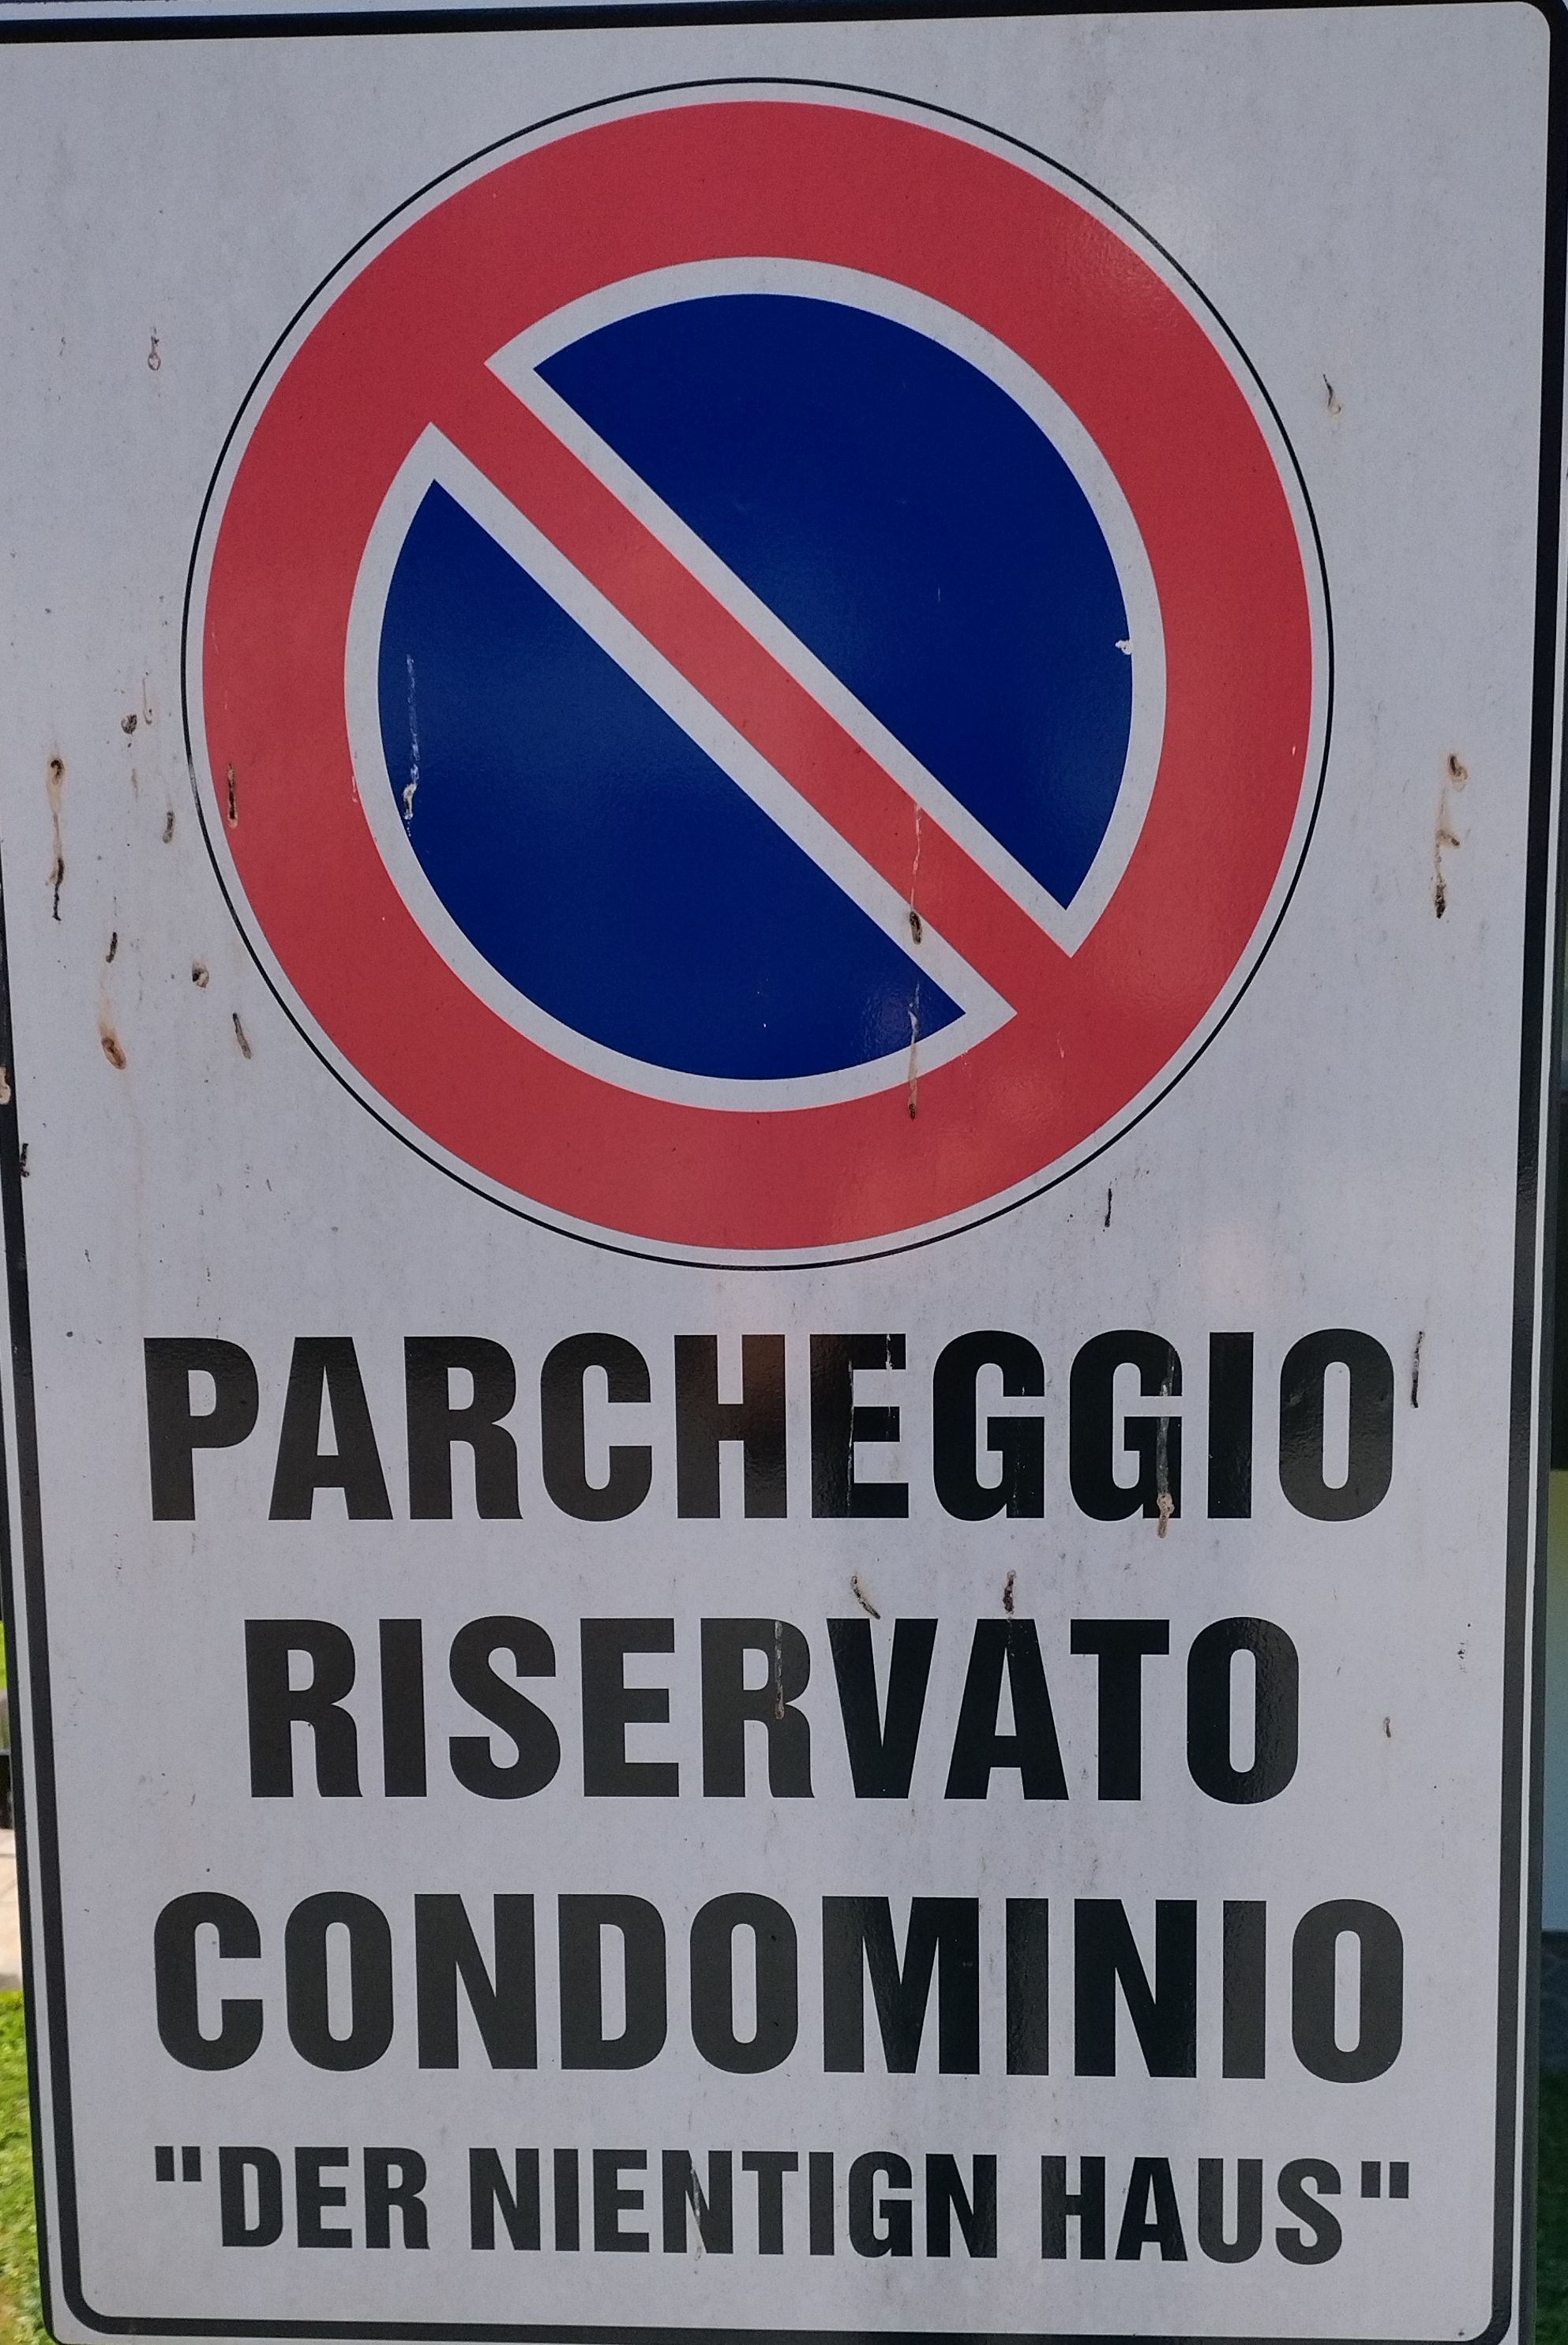 PARCHEGGIO
RISERVATO
CONDOMINIO
"DER NIENTIGN HAUS"